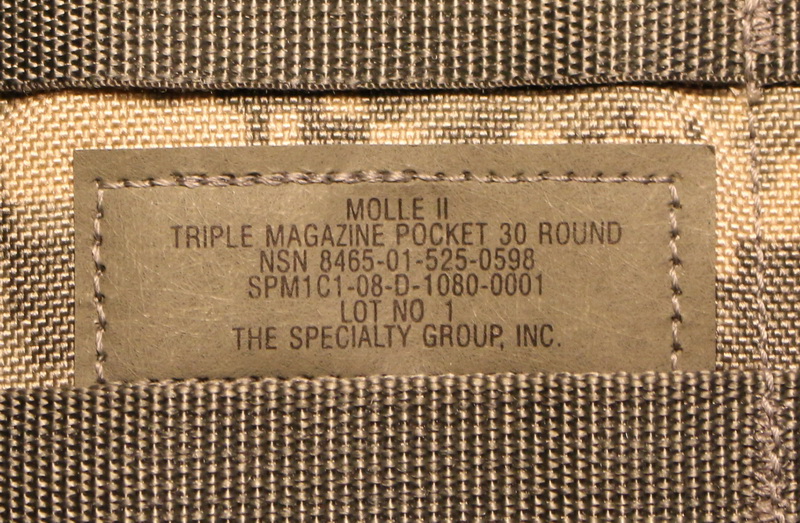 MOLLE II
TRIPLE MAGAZINE POCKET 30 ROUND
NSN 8465-01-525-0598
SPM1C1-08-D-1080-0001
LOT NO 1
THE SPECIALTY GROUP, INC.